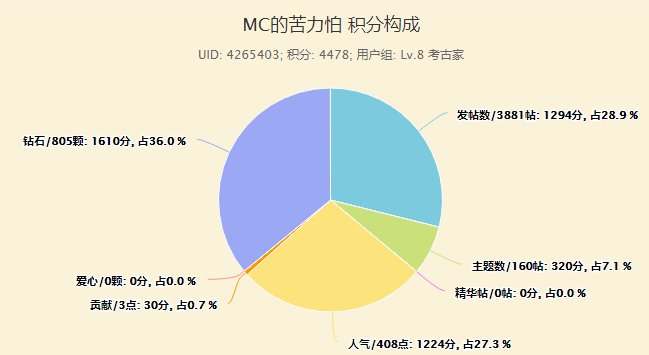 MC的苦力怕 积分构成
UID: 4265403; 积分: 4478; 用户组: Lv.8 考古家
发帖数/3881帖: 1294分, 占28.9 %
钻石/805颗: 1610分, 占36.0 %
主题数/160帖: 320分, 占7.1 %
爱心/0颗: 0分, 占0.0 %
精华帖/0帖: 0分, 占0.0 %
贡献/3点: 30分, 占0.7 %
人气/408点: 1224分, 占27.3 %